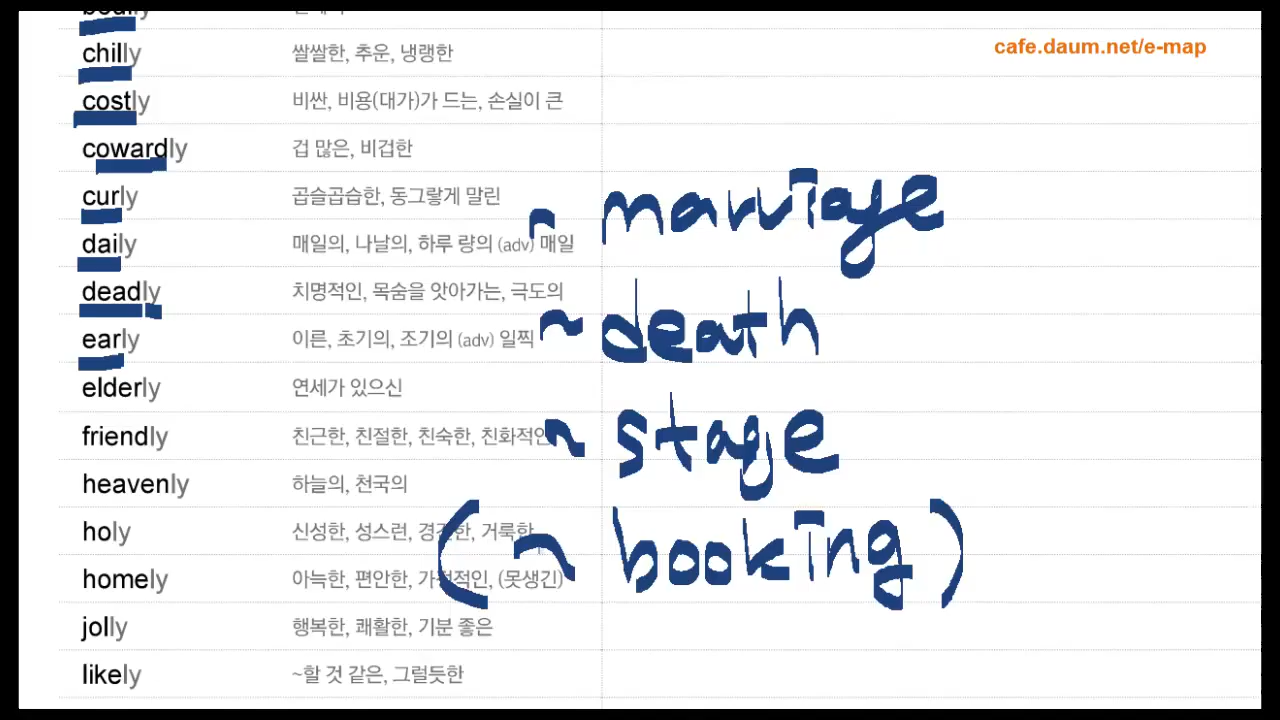 bodily
cafe.daum.net/e-map
chilly 쌀쌀한, 추운, 냉랭한
costly 비싼, 비용(대가)가 드는, 손실이 큰
cowardly 겁 많은, 비겁한
curly 곱슬곱습한, 동그랗게 말린
~ marriage
daily 매일의, 나날의, 하루 량의 (adv) 매일
deadly 치명적인, 목숨을 앗아가는, 극도의
~ death
early 이른, 초기의, 조기의 (adv) 일찍
elderly 연세가 있으신
friendly 친근한, 친절한, 친숙한, 친화적인
~ stage
heavenly 하늘의, 천국의
holy 신성한, 성스런, 경건한, 거룩한
(~ booking)
homely 아늑한, 편안한, 가정적인, (못생긴)
jolly 행복한, 쾌활한, 기분 좋은
likely ~할 것 같은, 그럴듯한